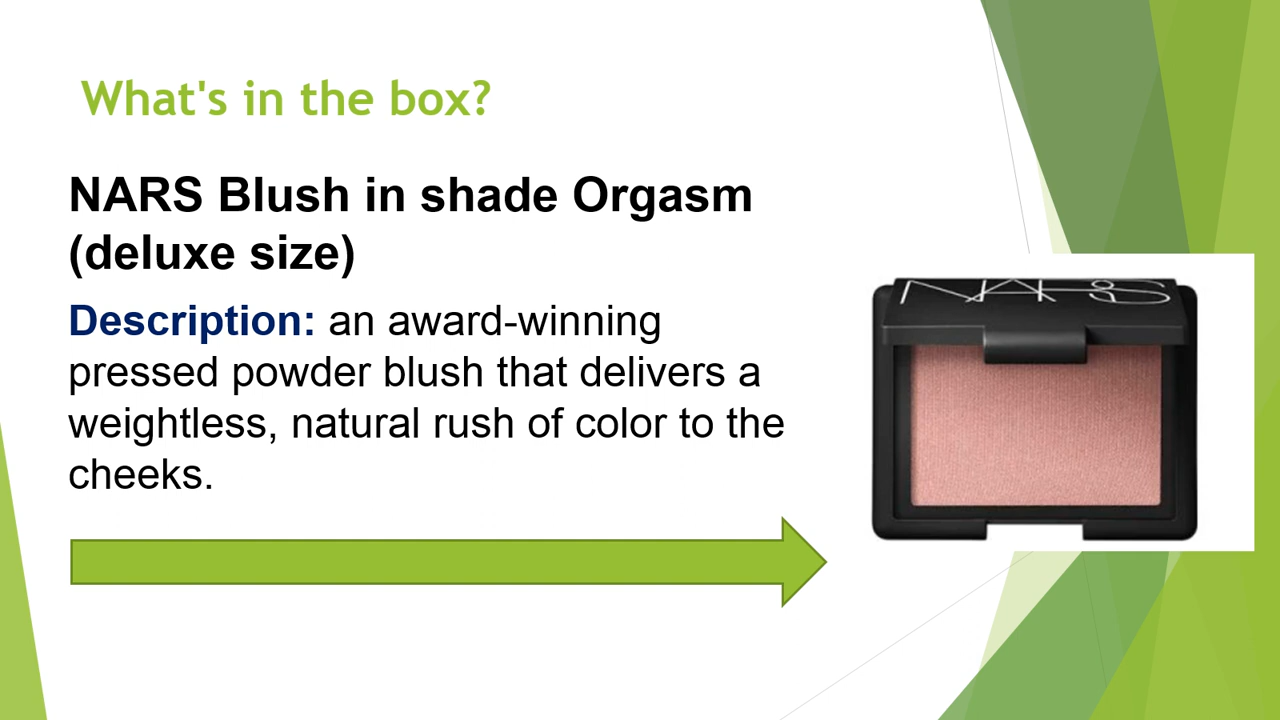 What's in the box?
NARS Blush in shade Orgasm
(deluxe size)
Description: an award-winning
pressed powder blush that delivers a
weightless, natural rush of color to the
cheeks.
NARS